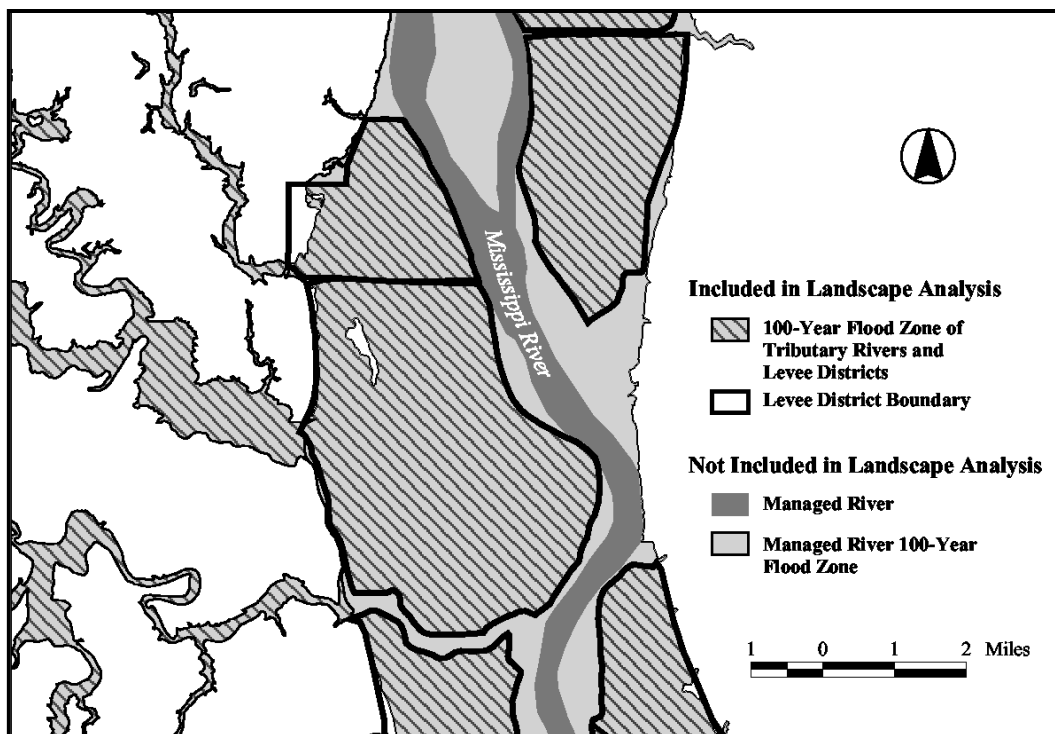 Mississippi River
Included in Landscape Analysis
100-Year Flood Zone of
Tributary Rivers and
Levee Districts
Levee District Boundary
Not Included in Landscape Analysis
Managed River
Managed River 100-Year
Flood Zone
1 0 1 2 Miles